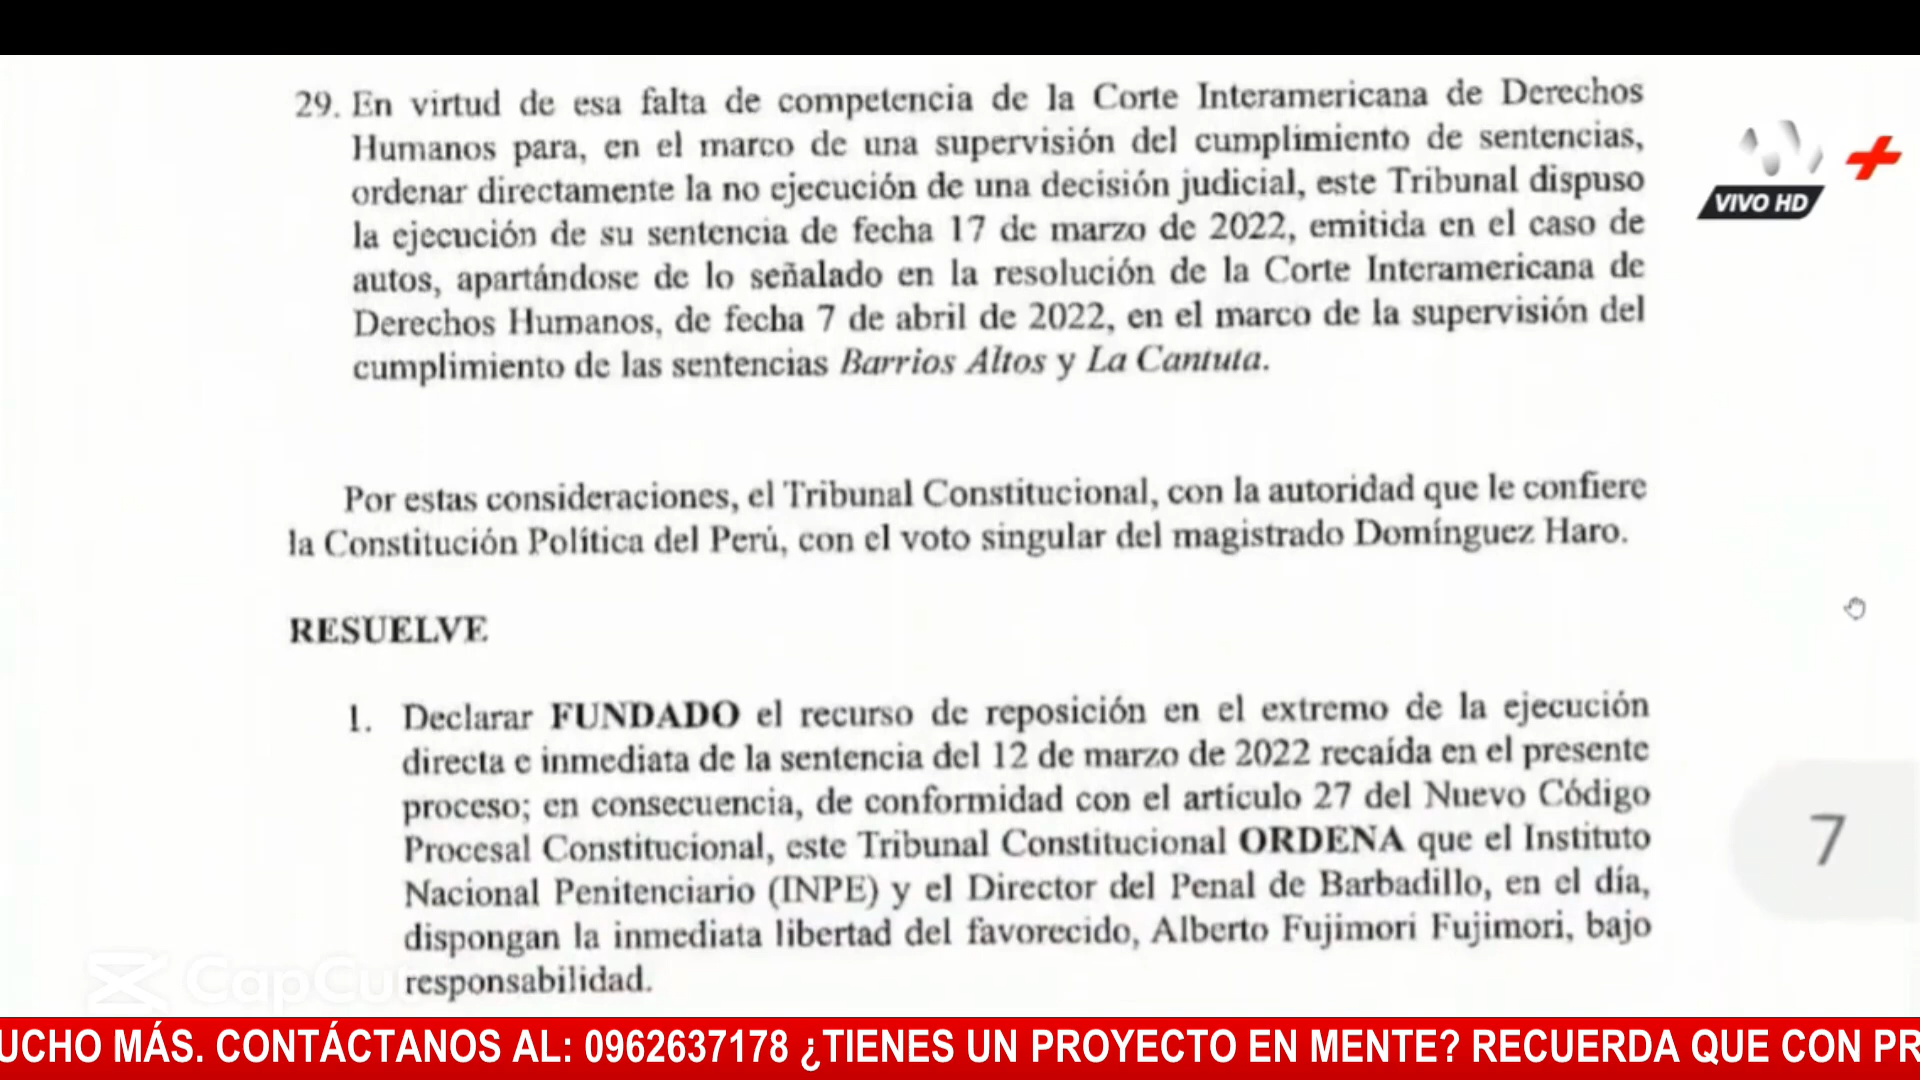 29. En virtud de esa falta de competencia de la Corte Interamericana de Derechos
Humanos para, en el marco de una supervisión del cumplimiento de sentencias,
ordenar directamente la no ejecución de una decisión judicial, este Tribunal dispuso
la ejecución de su sentencia de fecha 17 de marzo de 2022, emitida en el caso de
autos, apartándose de lo señalado en la resolución de la Corte Interamericana de
Derechos Humanos, de fecha 7 de abril de 2022, en el marco de la supervisión del
cumplimiento de las sentencias Barrios Altos y La Cantuta.
VIVO HD
Por estas consideraciones, el Tribunal Constitucional, con la autoridad que le confiere
la Constitución Política del Perú, con el voto singular del magistrado Domínguez Haro.
RESUELVE
1. Declarar FUNDADO el recurso de reposición en el extremo de la ejecución
directa e inmediata de la sentencia del 12 de marzo de 2022 recaída en el presente
proceso; en consecuencia, de conformidad con el artículo 27 del Nuevo Código
Procesal Constitucional, este Tribunal Constitucional ORDENA que el Instituto
Nacional Penitenciario (INPE) y el Director del Penal de Barbadillo, en el día,
dispongan la inmediata libertad del favorecido, Alberto Fujimori Fujimori, bajo
responsabilidad.
7
CapCut
UCHO MÁS. CONTÁCTANOS AL: 0962637178 ¿TIENES UN PROYECTO EN MENTE? RECUERDA QUE CON PR